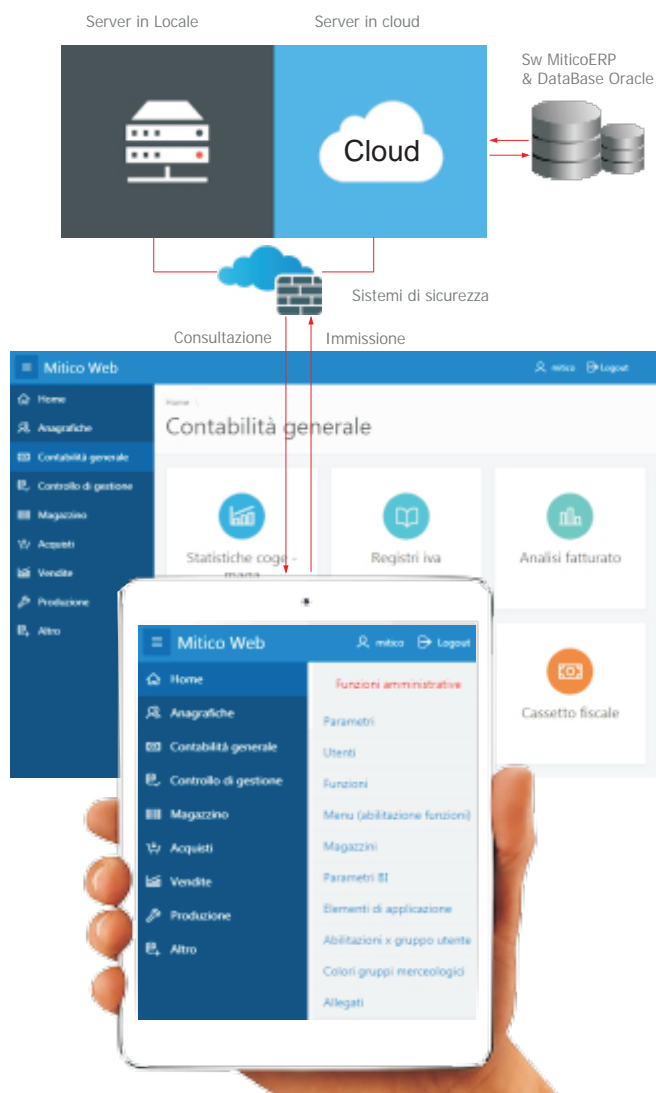 Server in Locale
Server in cloud
Sw MiticoERP
& DataBase Oracle
Cloud
Sistemi di sicurezza
Consultazione
Immissione
Mitico Web
mitico
Logout
Home
Anagrafiche
Contabilità generale
Controllo di gestione
Magazzino
Acquisti
Vendite
Produzione
Altro
Home \
Contabilità generale
Statistiche coge -
Registri iva
Analisi fatturato
Cassetto fiscale
Mitico Web
mitico
Logout
Home
Anagrafiche
Contabilità generale
Controllo di gestione
Magazzino
Acquisti
Vendite
Produzione
Altro
Funzioni amministrative
Parametri
Utenti
Funzioni
Menu (abilitazione funzioni)
Magazzini
Parametri BI
Elementi di applicazione
Abilitazioni x gruppo utente
Colori gruppi merceologici
Allegati